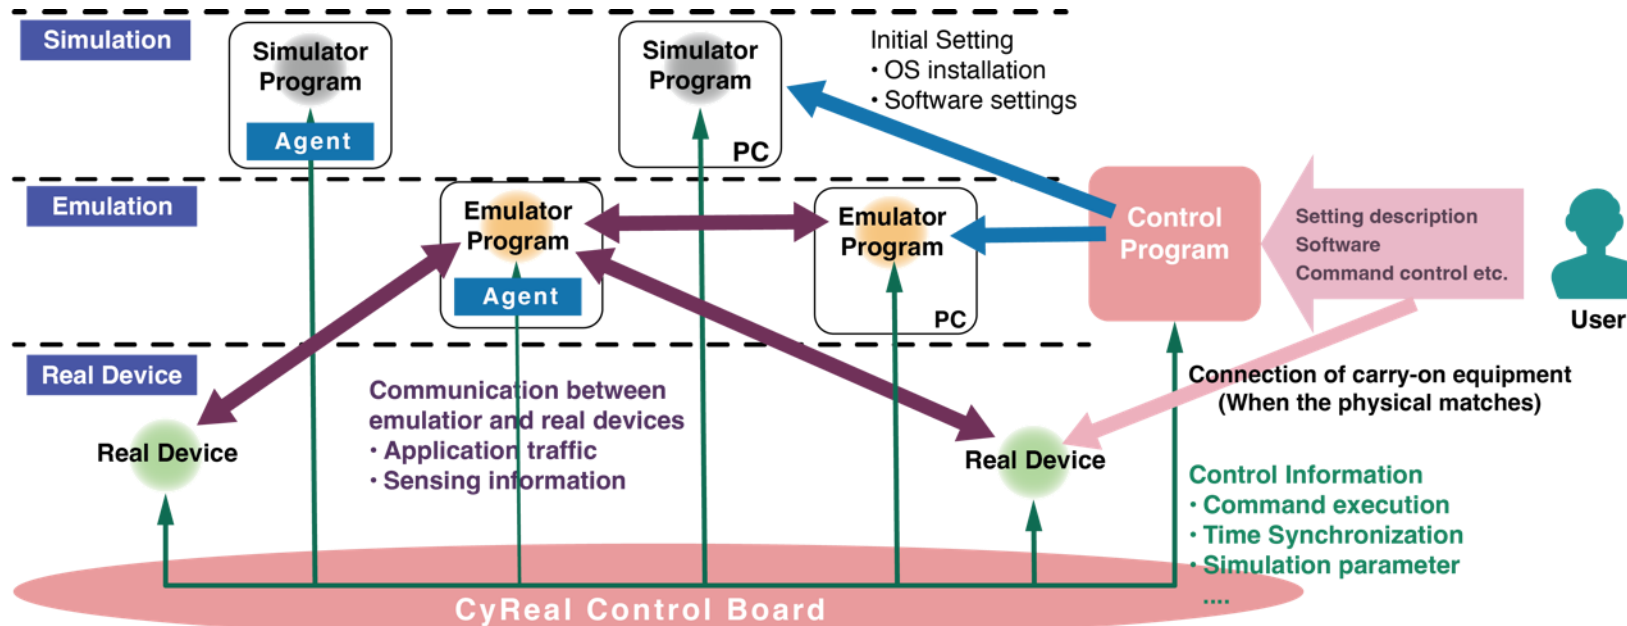 Simulation
Simulator
Program
Agent
Simulator
Program
PC
Initial Setting
・OS installation
・Software settings
Emulation
Emulator
Program
Agent
Emulator
Program
PC
Control
Program
Setting description
Software
Command control etc.
User
Real Device
Real Device
Communication between
emulatior and real devices
・Application traffic
・Sensing information
Real Device
Connection of carry-on equipment
(When the physical matches)
Control Information
・Command execution
・Time Synchronization
・Simulation parameter
....
CyReal Control Board